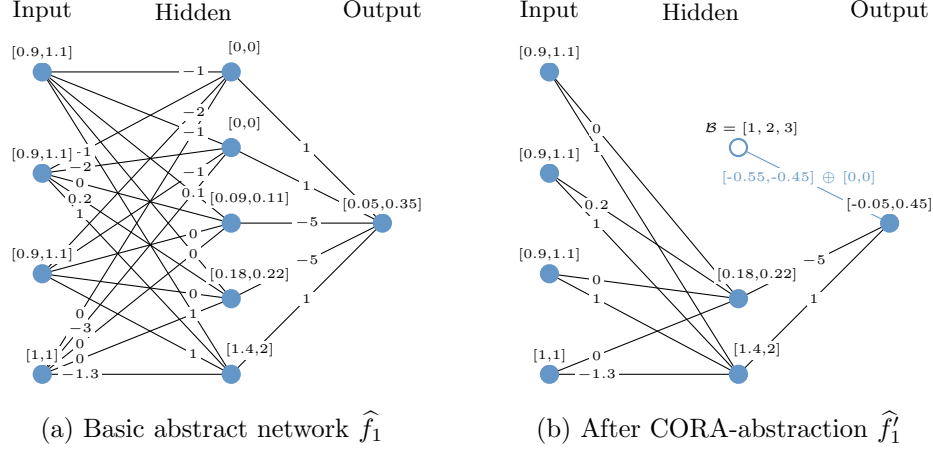 Input Hidden Output
[0.9,1.1] [0,0]
−1
−2
[0,0]
−1
1
[0.9,1.1] −1 −1
−2
0 0.1 1
0.2 [0.09,0.11] [0.05,0.35]
1 −5
0
0
[0.9,1.1] [0.18,0.22] −5
0
0 1 1
−3
0 [1.4,2]
[1,1] 0 1
−1.3
(a) Basic abstract network f̂₁
Input Hidden Output
[0.9,1.1]
0 ℬ = [1, 2, 3]
1
[0.9,1.1]
[-0.55,-0.45] ⊕ [0,0]
0.2 [-0.05,0.45]
1
[0.9,1.1] [0.18,0.22] −5
0
1 1
[1,1] 0 [1.4,2]
−1.3
(b) After CORA-abstraction f̂′₁